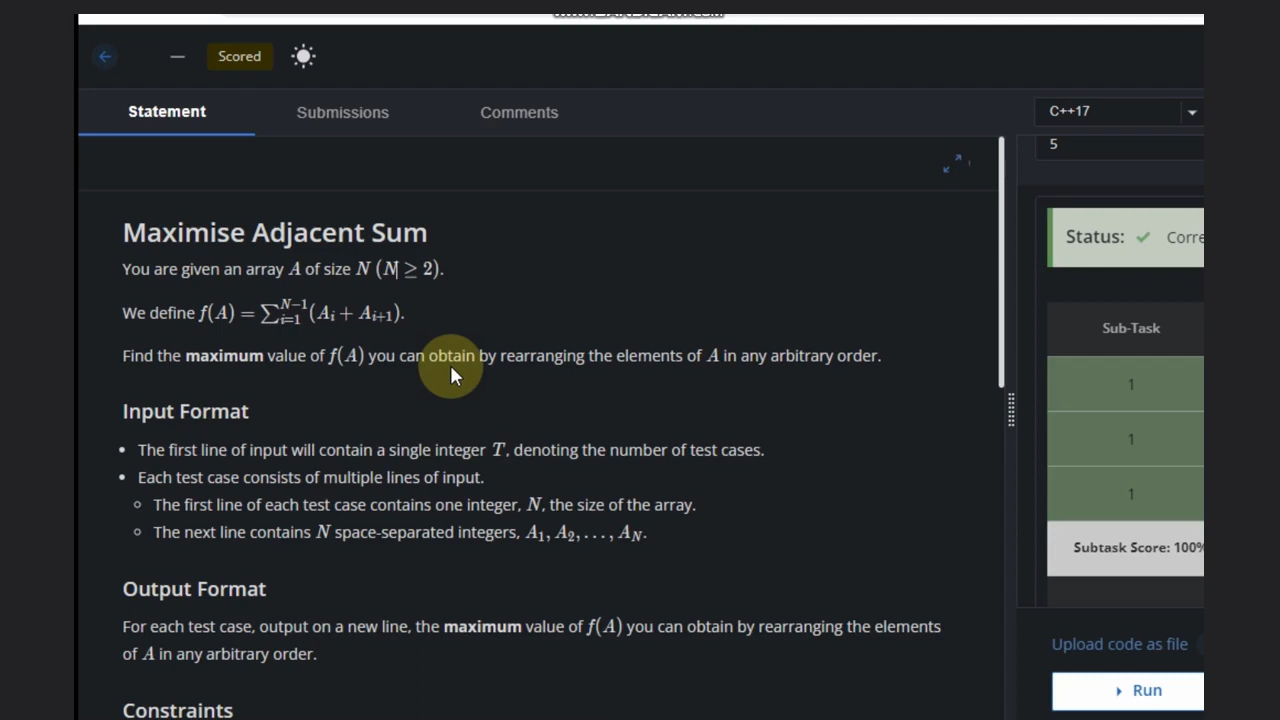 Scored
Statement Submissions Comments
C++17
5
Maximise Adjacent Sum
You are given an array A of size N (N ≥ 2).
We define f(A) = ∑_{i=1}^{N−1}(A_i + A_{i+1}).
Find the maximum value of f(A) you can obtain by rearranging the elements of A in any arbitrary order.
Input Format
• The first line of input will contain a single integer T, denoting the number of test cases.
• Each test case consists of multiple lines of input.
◦ The first line of each test case contains one integer, N, the size of the array.
◦ The next line contains N space-separated integers, A_1, A_2, …, A_N.
Output Format
For each test case, output on a new line, the maximum value of f(A) you can obtain by rearranging the elements
of A in any arbitrary order.
Constraints
Status: ✓ Corre
Sub-Task
1
1
1
Subtask Score: 100%
Upload code as file
Run